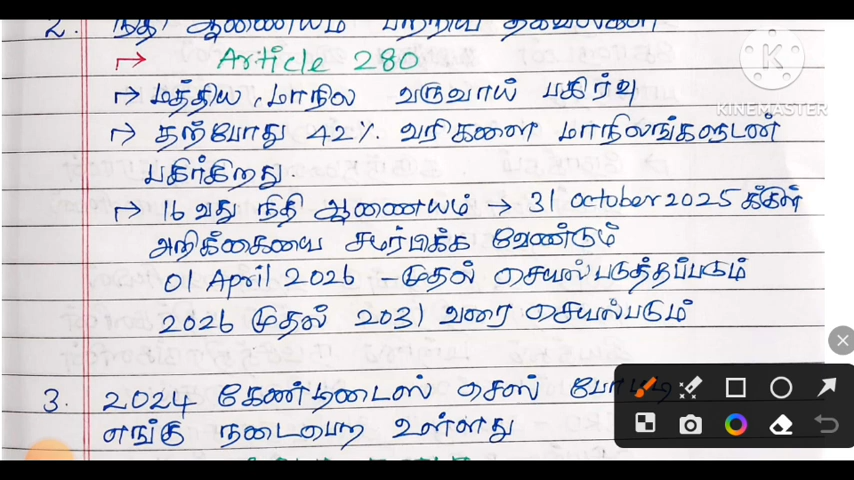 2. நிதி ஆணையம் பற்றிய தகவல்கள்
→ Article 280
→ மத்திய, மாநில வருவாய் பகிர்வு
→ தற்போது 42% வரிகளை மாநிலங்களுடன்
பகிர்கிறது.
→ 16 வது நிதி ஆணையம் → 31 October 2025 க்குள்
அறிக்கையை சமர்பிக்க வேண்டும்
01 April 2026 - முதல் செயல்படுத்தப்படும்
2026 முதல் 2031 வரை செயல்படும்
3. 2024 கேண்டிடைஸ் செஸ்
எங்கு நடைபெற உள்ளது
K
KINEMASTER